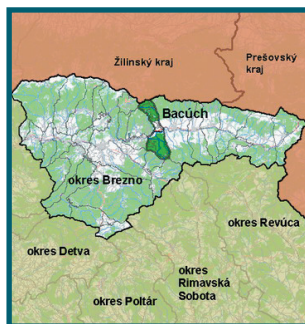 Žilinský kraj
Prešovský
kraj
Bacúch
okres Brezno
okres Revúca
okres Detva
okres
Rimavská
Sobota
okres Poltár